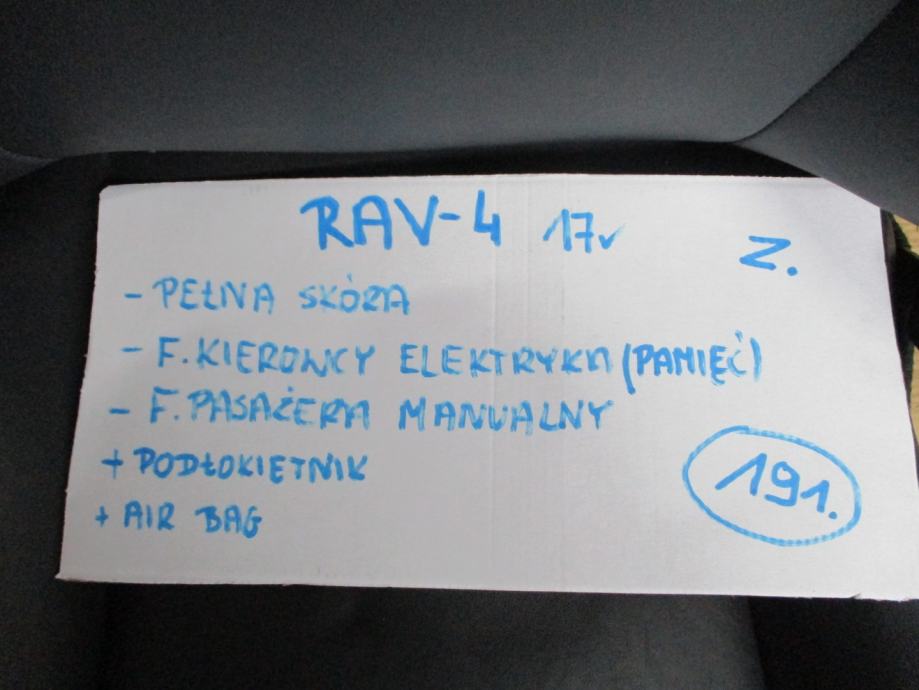 RAV-4 17r
Z.
- PEŁNA SKÓRA
- F.KIEROWCY ELEKTRYKA (PAMIĘĆ)
- F.PASAŻERA MANUALNY
+ PODŁOKIETNIK
+ AIR BAG
191.